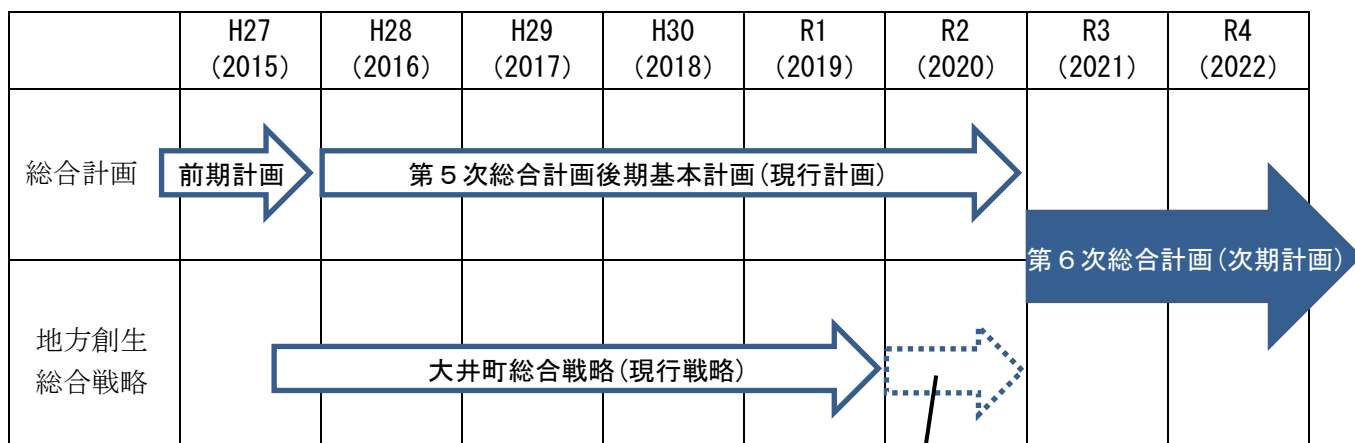 H27 H28 H29 H30 R1 R2 R3 R4
(2015) (2016) (2017) (2018) (2019) (2020) (2021) (2022)
総合計画 前期計画 第５次総合計画後期基本計画(現行計画)
第６次総合計画(次期計画)
地方創生
総合戦略
大井町総合戦略(現行戦略)